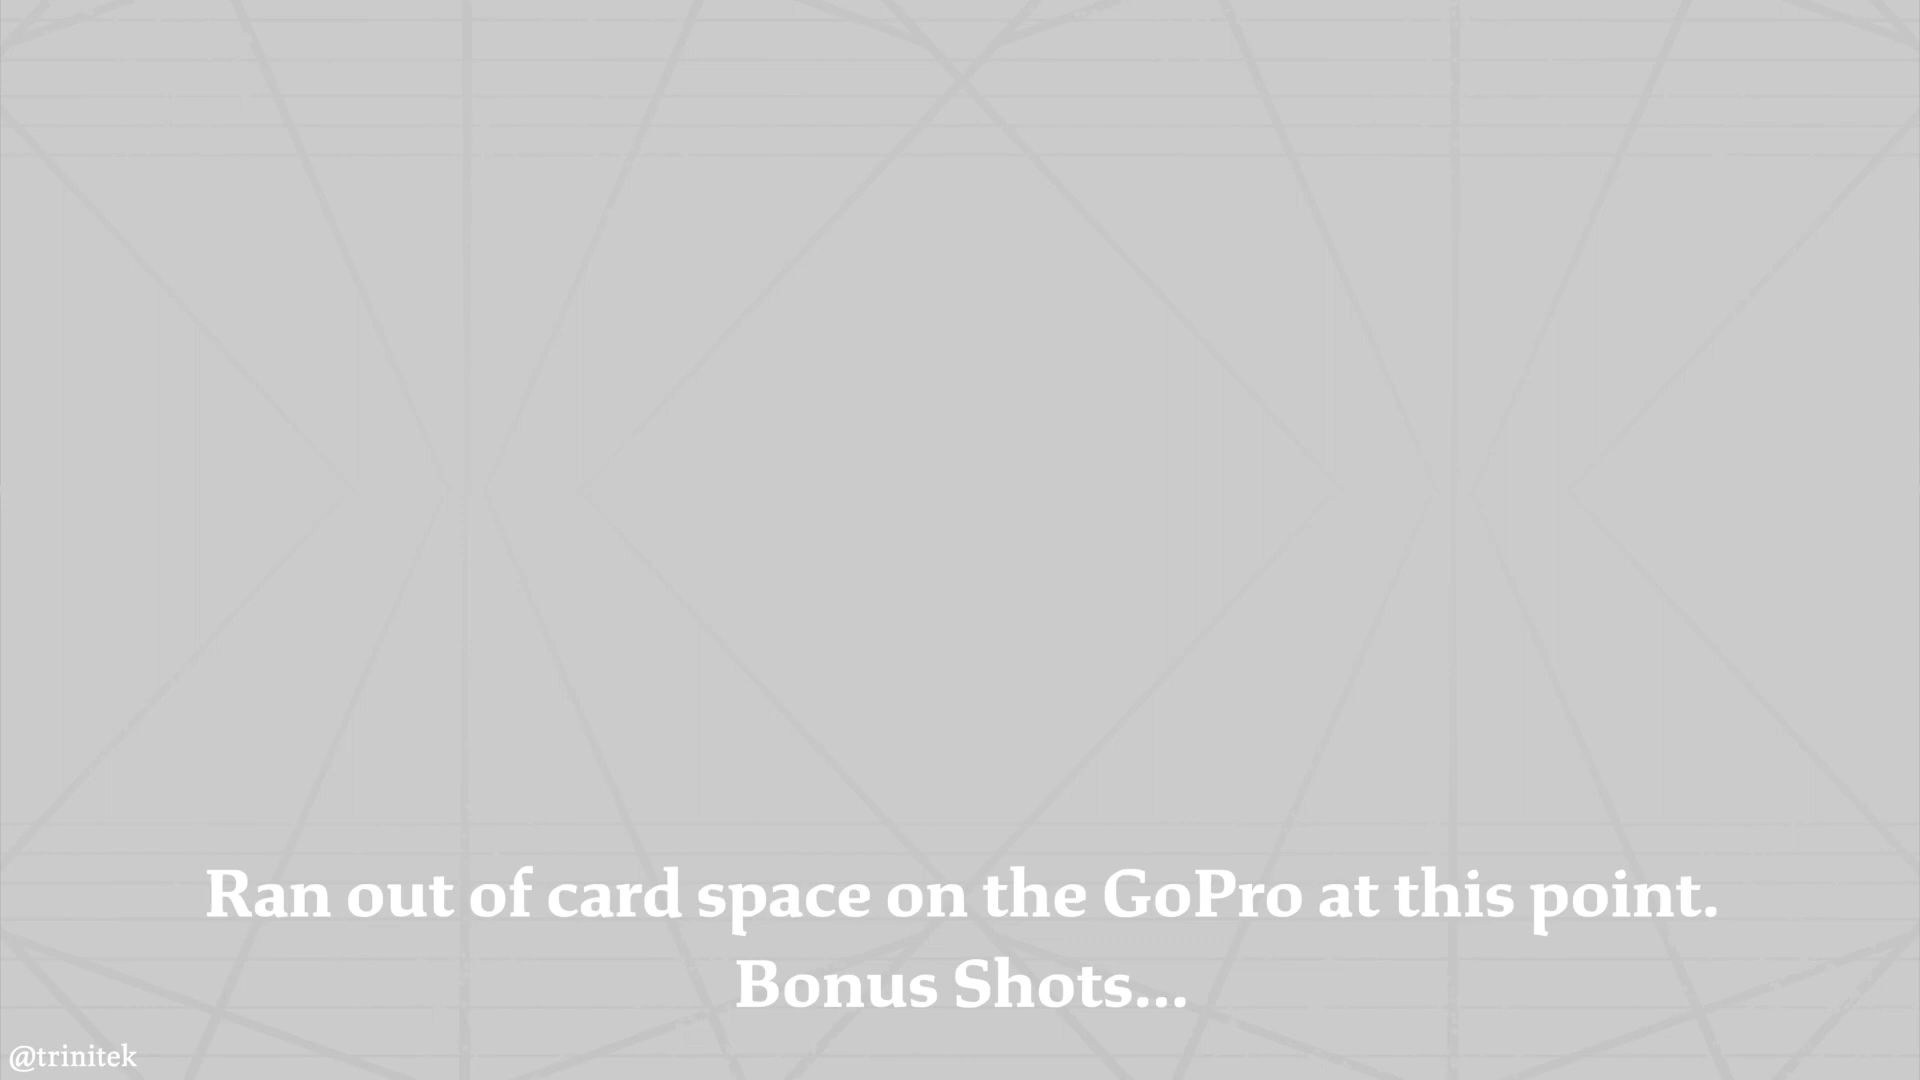 Ran out of card space on the GoPro at this point.
Bonus Shots...
@trinitek